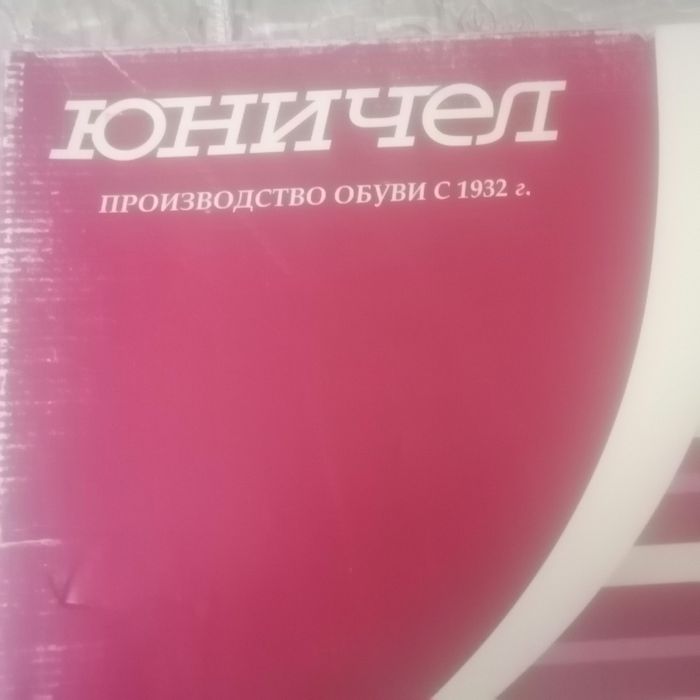 ЮНИЧЕЛ
ПРОИЗВОДСТВО ОБУВИ С 1932 г.